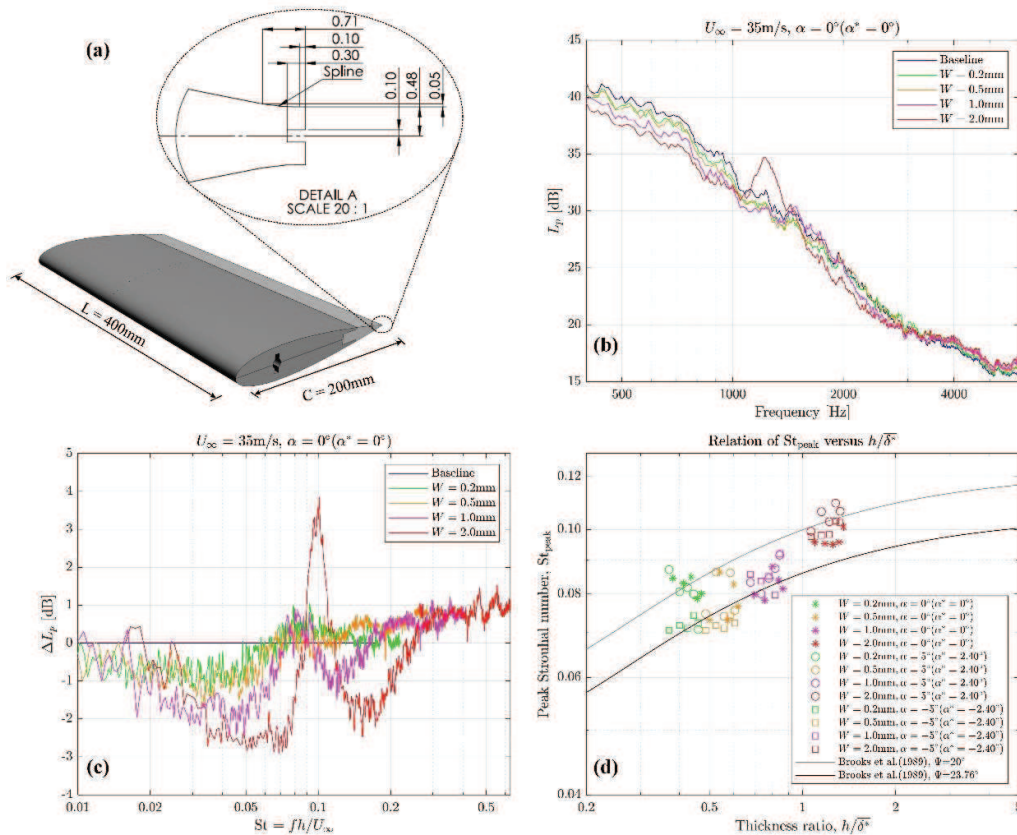 (a)
0.71
0.10
0.30
Spline
0.10
0.48
0.05
DETAIL A
SCALE 20 : 1
L = 400mm
C = 200mm
U∞ = 35m/s, α = 0°(α* = 0°)
Baseline
W = 0.2mm
W = 0.5mm
W = 1.0mm
W = 2.0mm
45
40
35
30
25
20
15
Lp [dB]
500
1000
2000
4000
Frequency [Hz]
(b)
U∞ = 35m/s, α = 0°(α* = 0°)
Baseline
W = 0.2mm
W = 0.5mm
W = 1.0mm
W = 2.0mm
5
4
3
2
1
0
-1
-2
-3
-4
ΔLp [dB]
0.01
0.02
0.05
0.1
0.2
0.5
St = fh/U∞
(c)
Relation of Stpeak versus h/δ*
0.12
0.10
0.08
0.06
0.04
Peak Strouhal number, Stpeak
W = 0.2mm, α = 0°(α* = 0°)
W = 0.5mm, α = 0°(α* = 0°)
W = 1.0mm, α = 0°(α* = 0°)
W = 2.0mm, α = 0°(α* = 0°)
W = 0.2mm, α = 5°(α* = 2.40°)
W = 0.5mm, α = 5°(α* = 2.40°)
W = 1.0mm, α = 5°(α* = 2.40°)
W = 2.0mm, α = 5°(α* = 2.40°)
W = 0.2mm, α = −5°(α* = −2.40°)
W = 0.5mm, α = −5°(α* = −2.40°)
W = 1.0mm, α = −5°(α* = −2.40°)
W = 2.0mm, α = −5°(α* = −2.40°)
Brooks et al.(1989), Ψ=20°
Brooks et al.(1989), Ψ=23.76°
0.2
0.5
1
2
5
Thickness ratio, h/δ*
(d)